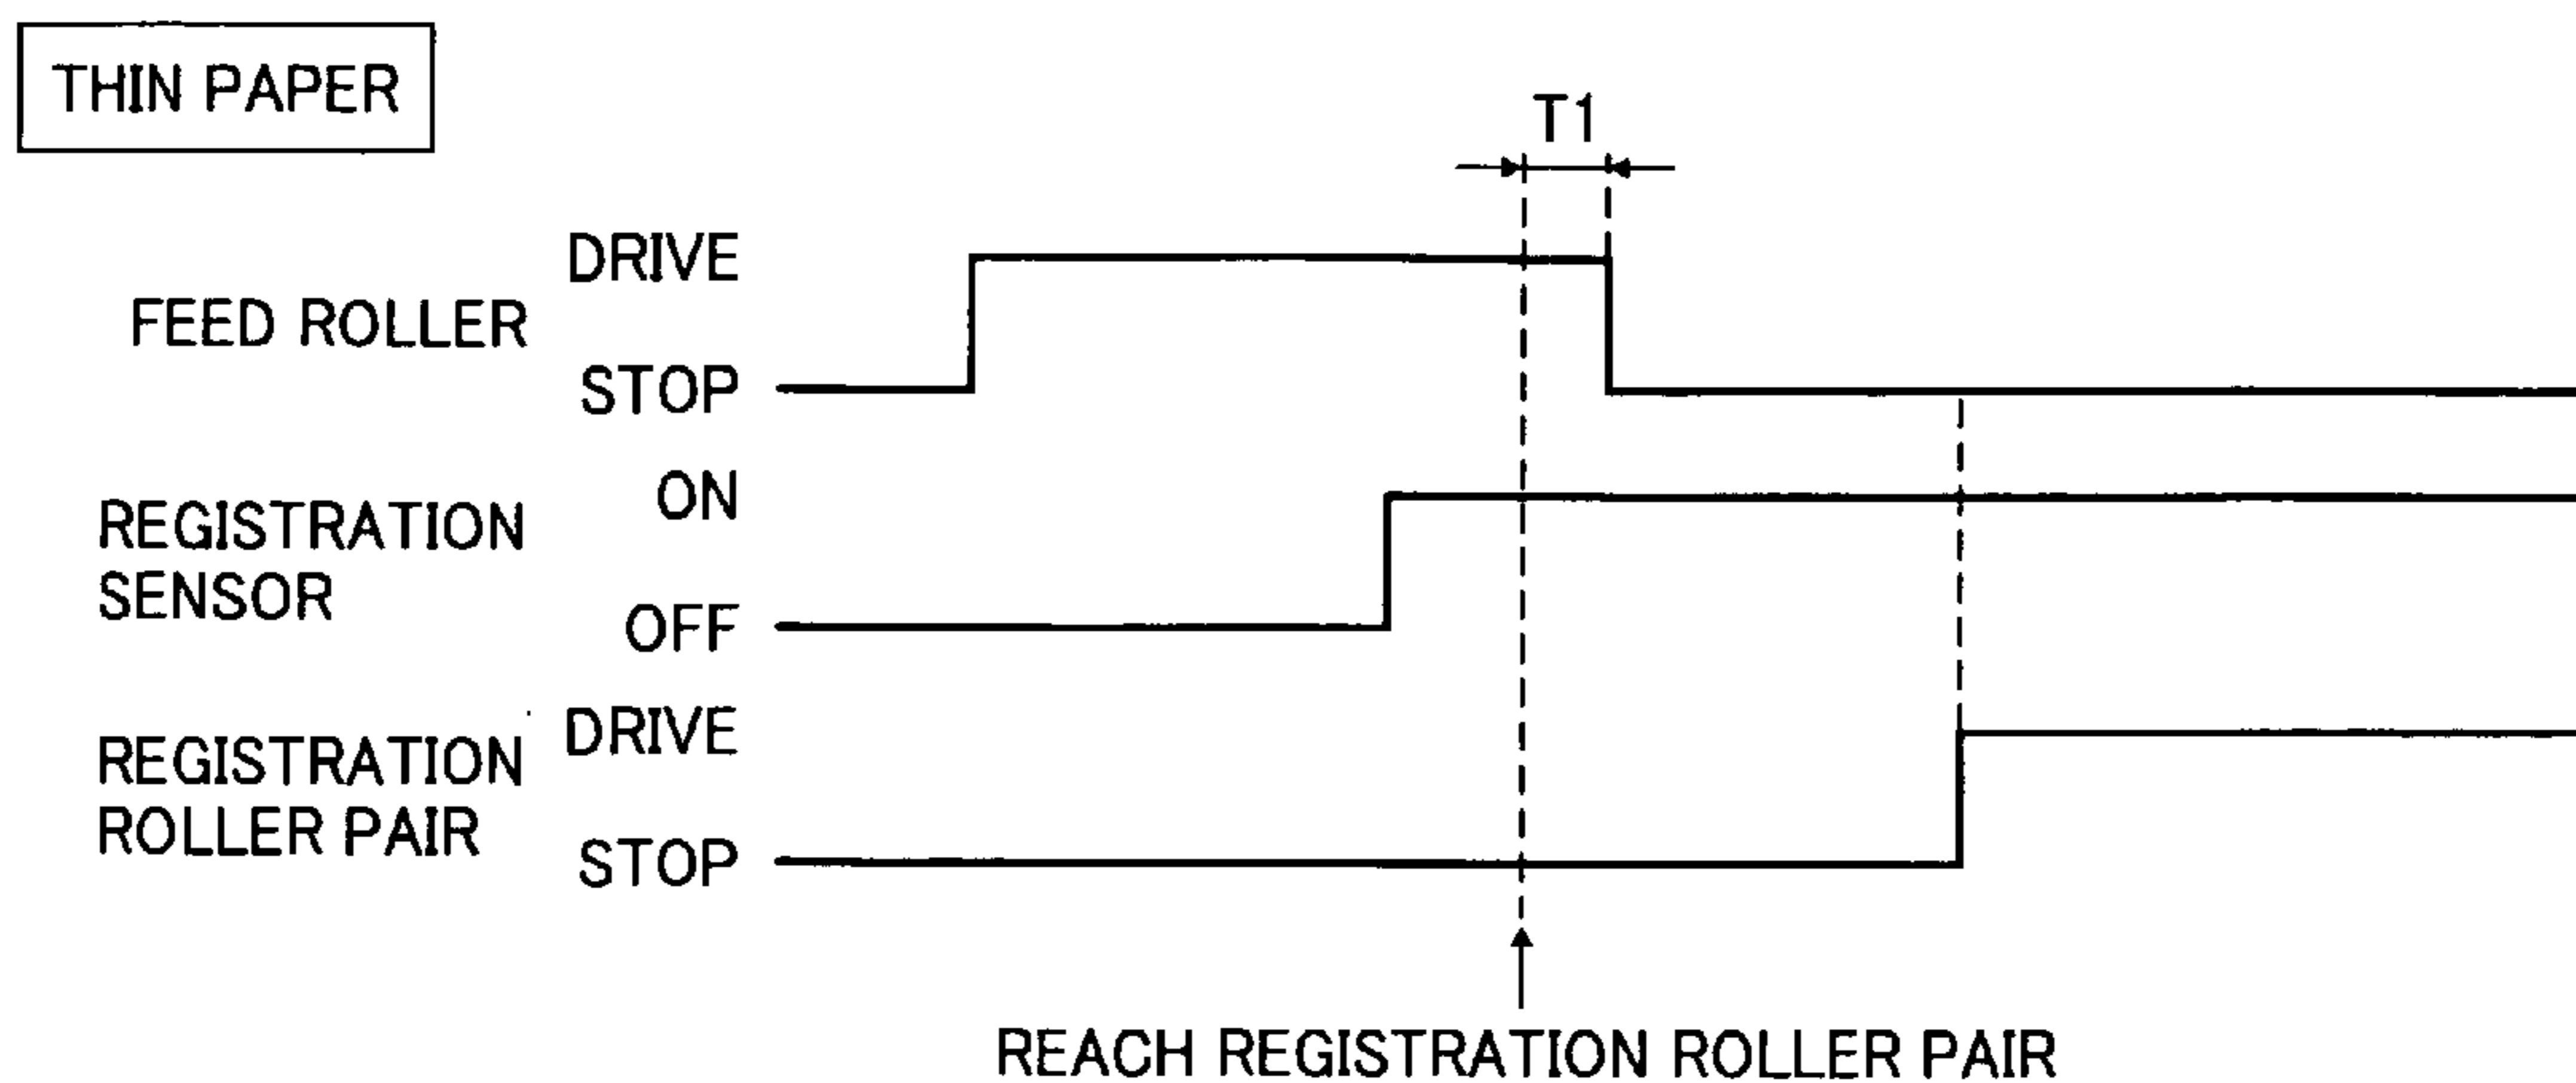 THIN PAPER
T1
FEED ROLLER
DRIVE
STOP
REGISTRATION
SENSOR
ON
OFF
REGISTRATION
ROLLER PAIR
DRIVE
STOP
REACH REGISTRATION ROLLER PAIR